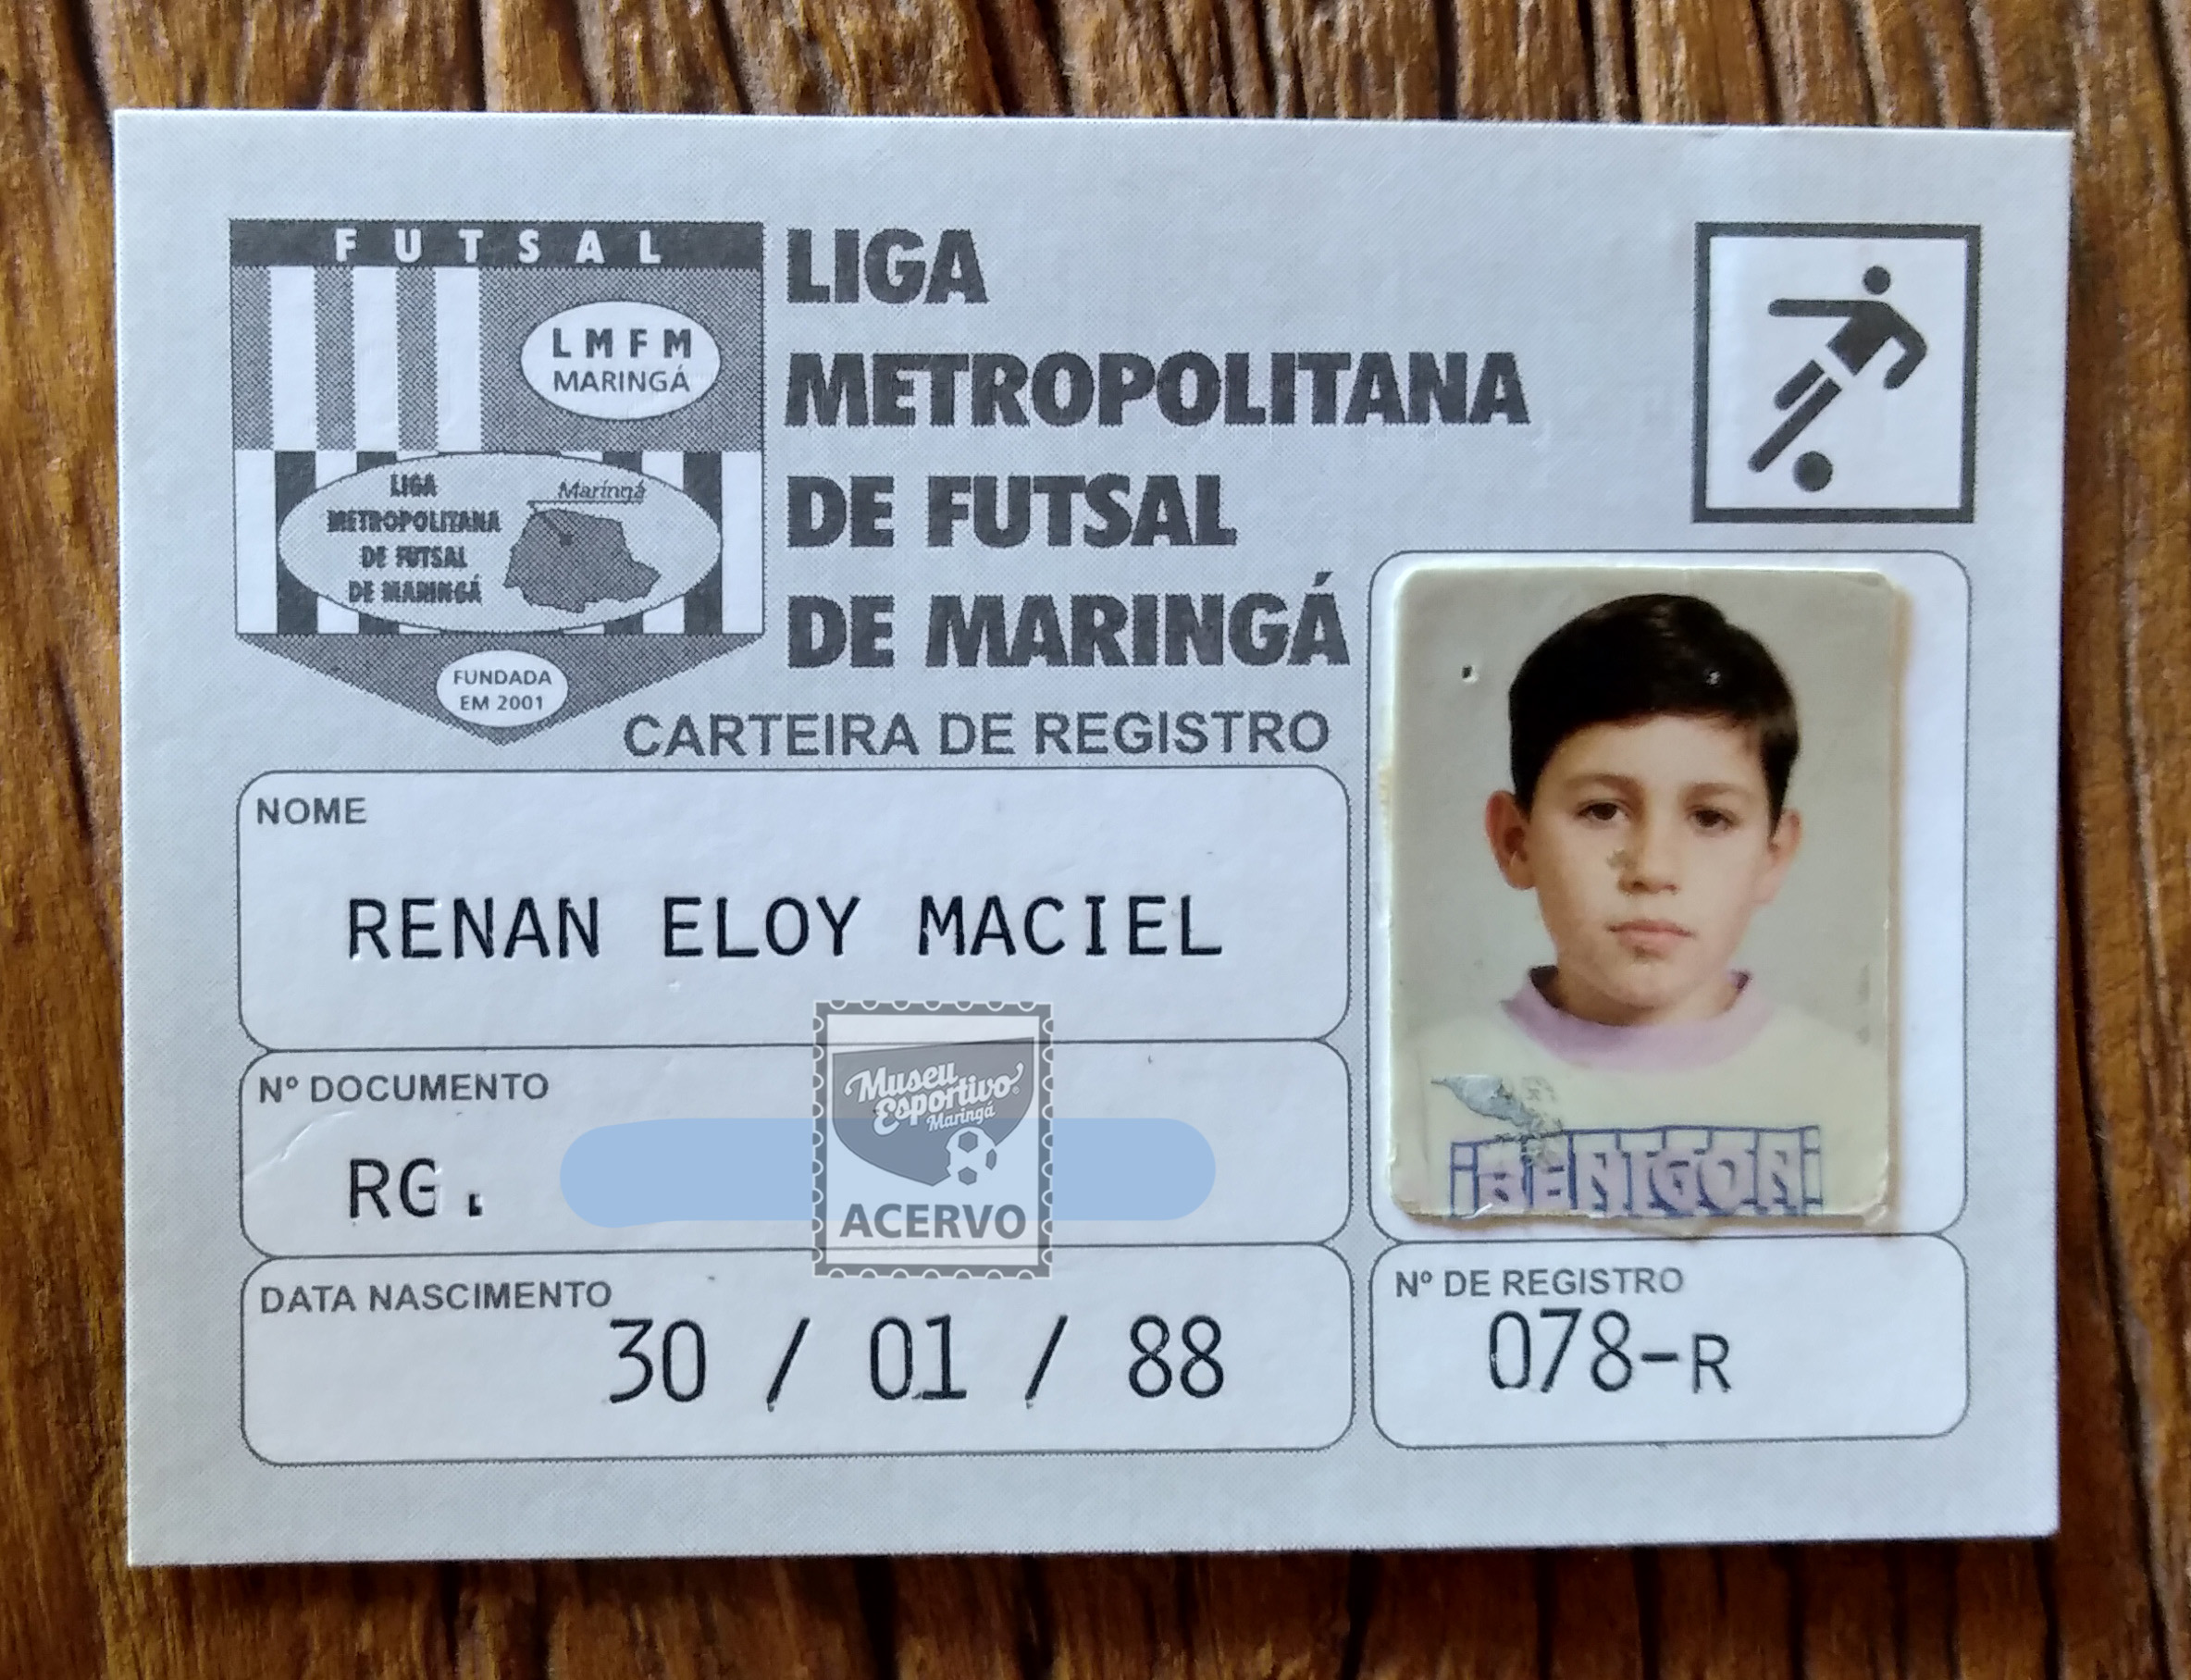 FUTSAL
LMFM
MARINGÁ
LIGA
METROPOLITANA
DE FUTSAL
DE MARINGÁ
Maringá
FUNDADA
EM 2001
LIGA
METROPOLITANA
DE FUTSAL
DE MARINGÁ
CARTEIRA DE REGISTRO
NOME
RENAN ELOY MACIEL
Nº DOCUMENTO
RG.
Museu
Esportivo
Maringá
ACERVO
DATA NASCIMENTO
30 / 01 / 88
Nº DE REGISTRO
078-R